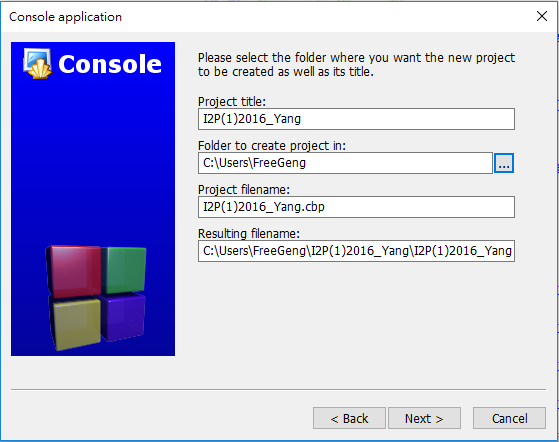 Console application
Console
Please select the folder where you want the new project
to be created as well as its title.
Project title:
I2P(1)2016_Yang
Folder to create project in:
C:\Users\FreeGeng
...
Project filename:
I2P(1)2016_Yang.cbp
Resulting filename:
C:\Users\FreeGeng\I2P(1)2016_Yang\I2P(1)2016_Yang
< Back
Next >
Cancel